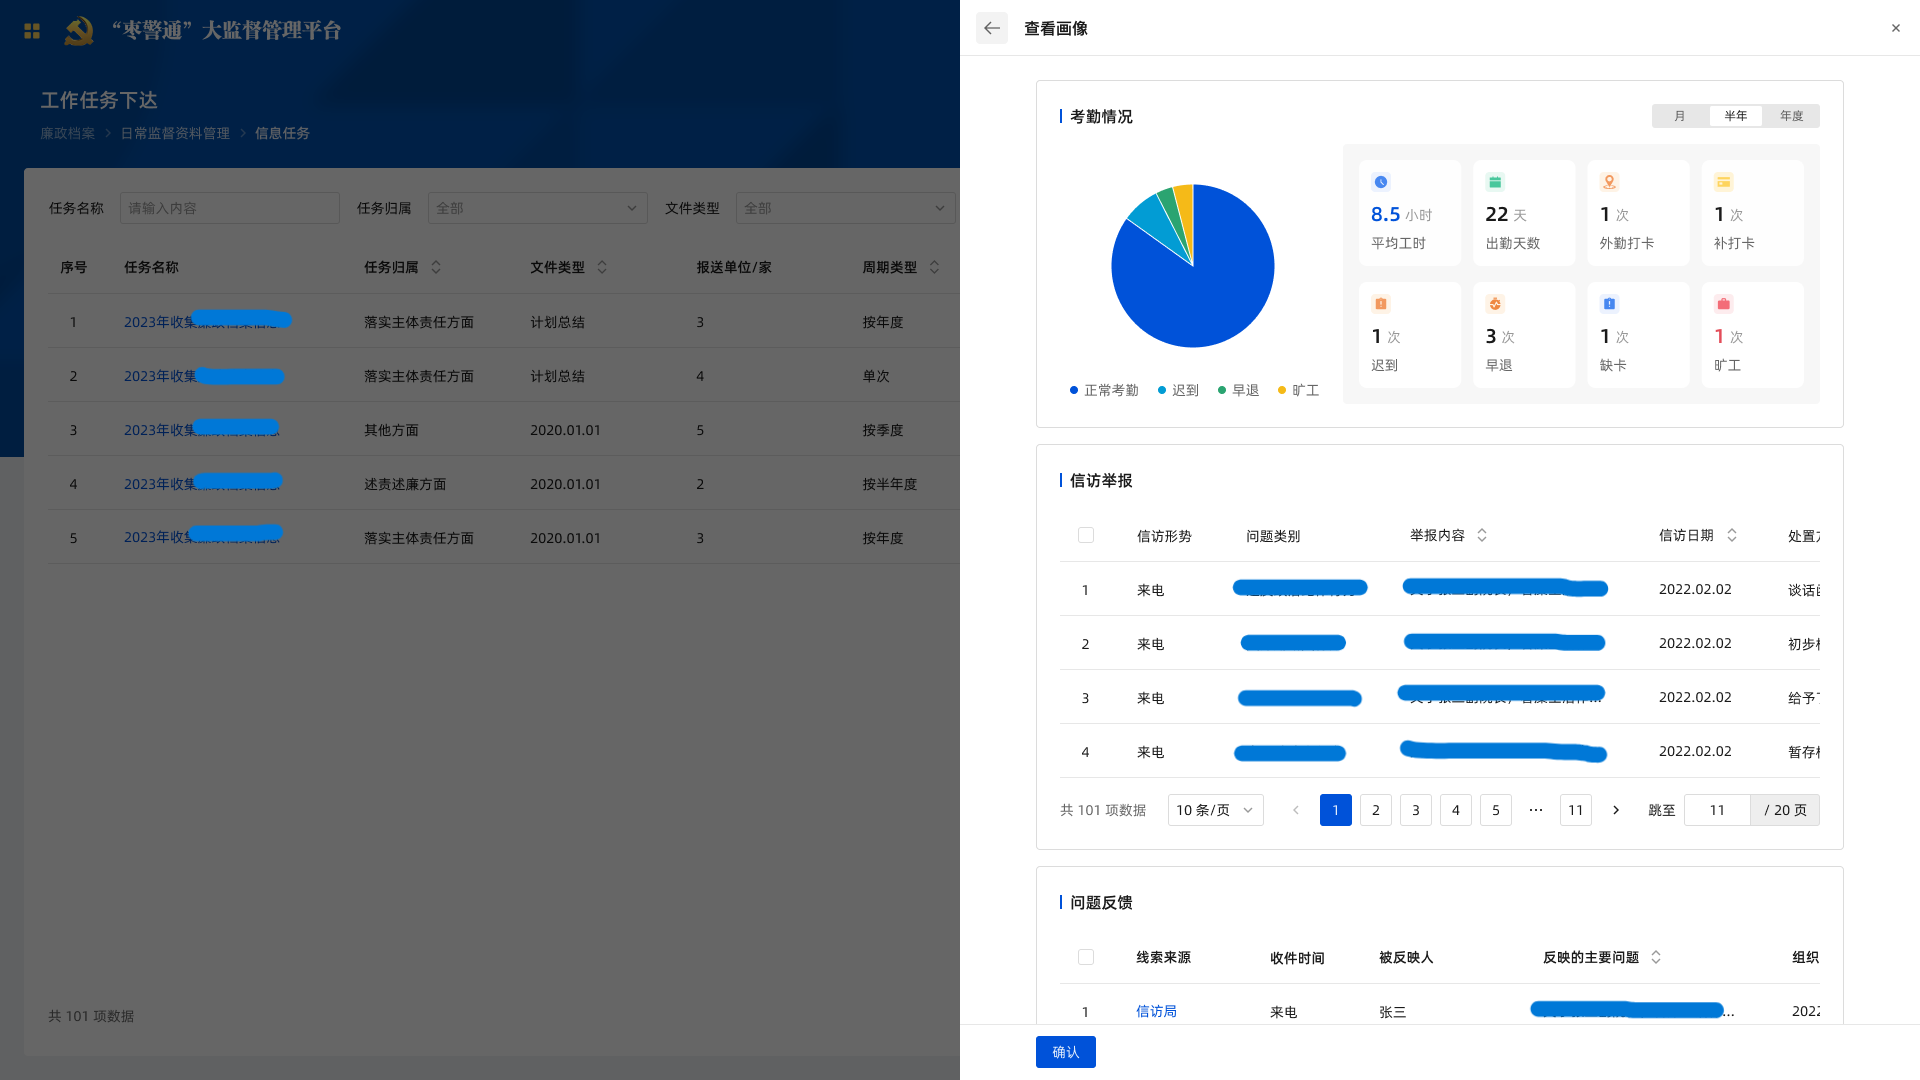 “枣警通”大监督管理平台
工作任务下达
廉政档案 > 日常监督资料管理 > 信息任务
任务名称 请输入内容 任务归属 全部 文件类型 全部
序号 任务名称 任务归属 文件类型 报送单位/家 周期类型
1 2023年收集 落实主体责任方面 计划总结 3 按年度
2 2023年收集 落实主体责任方面 计划总结 4 单次
3 2023年收集 其他方面 2020.01.01 5 按季度
4 2023年收集 述责述廉方面 2020.01.01 2 按半年度
5 2023年收集 落实主体责任方面 2020.01.01 3 按年度
共 101 项数据
查看画像
考勤情况
月 半年 年度
正常考勤 迟到 早退 旷工
8.5 小时 22 天 1 次 1 次
平均工时 出勤天数 外勤打卡 补打卡
1 次 3 次 1 次 1 次
迟到 早退 缺卡 旷工
信访举报
信访形势 问题类别 举报内容 信访日期 处置
1 来电 2022.02.02 谈话
2 来电 2022.02.02 初步
3 来电 2022.02.02 给予
4 来电 2022.02.02 暂存
共 101 项数据 10 条/页 1 2 3 4 5 ··· 11 跳至 11 / 20 页
问题反馈
线索来源 收件时间 被反映人 反映的主要问题 组织
1 信访局 来电 张三 ... 2022
确认